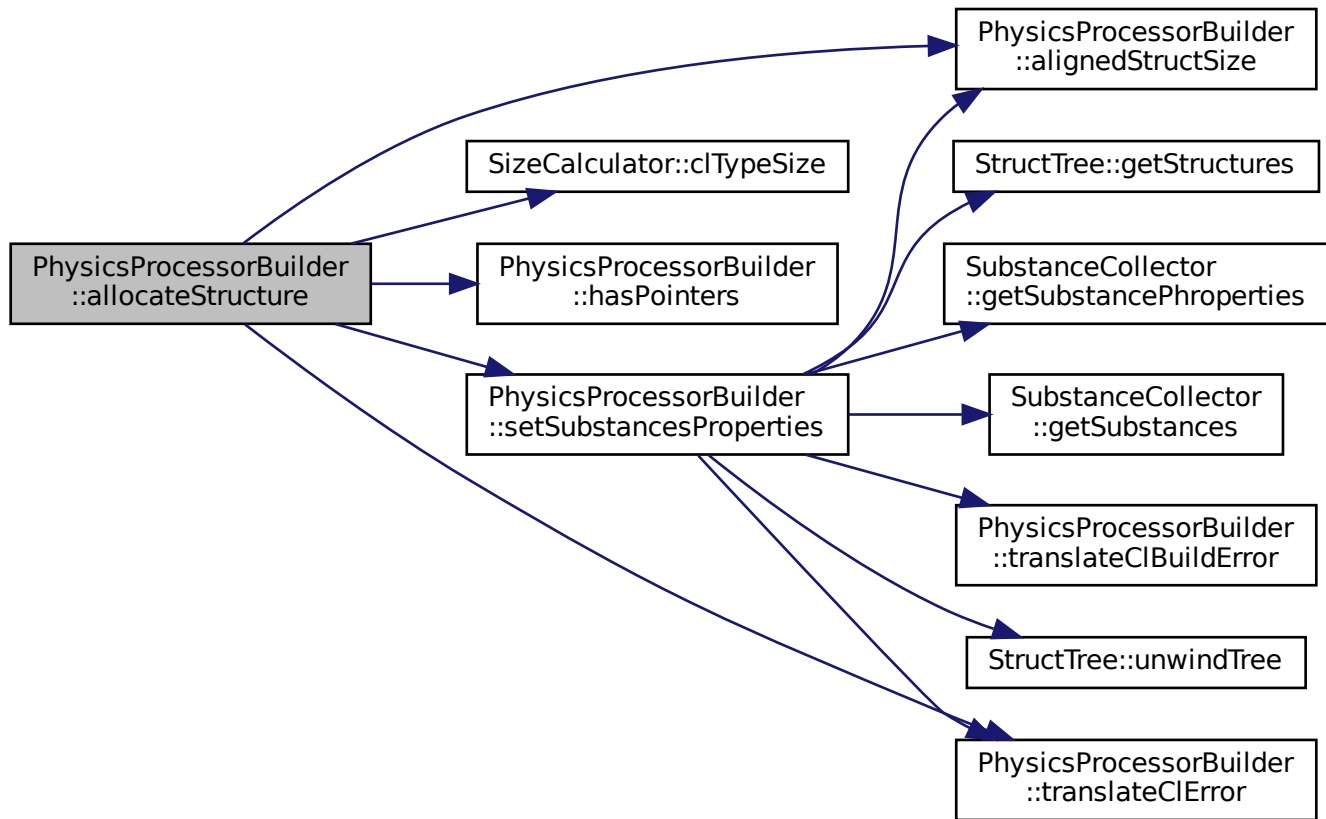 PhysicsProcessorBuilder
::allocateStructure
PhysicsProcessorBuilder
::alignedStructSize
SizeCalculator::clTypeSize
PhysicsProcessorBuilder
::hasPointers
PhysicsProcessorBuilder
::setSubstancesProperties
StructTree::getStructures
SubstanceCollector
::getSubstancePhroperties
SubstanceCollector
::getSubstances
PhysicsProcessorBuilder
::translateClBuildError
StructTree::unwindTree
PhysicsProcessorBuilder
::translateClError